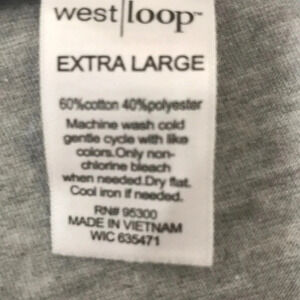 west|loop™
EXTRA LARGE
60%cotton 40%polyester
Machine wash cold
gentle cycle with like
colors.Only non-
chlorine bleach
when needed.Dry flat.
Cool iron if needed.
RN# 95300
MADE IN VIETNAM
WIC 635471